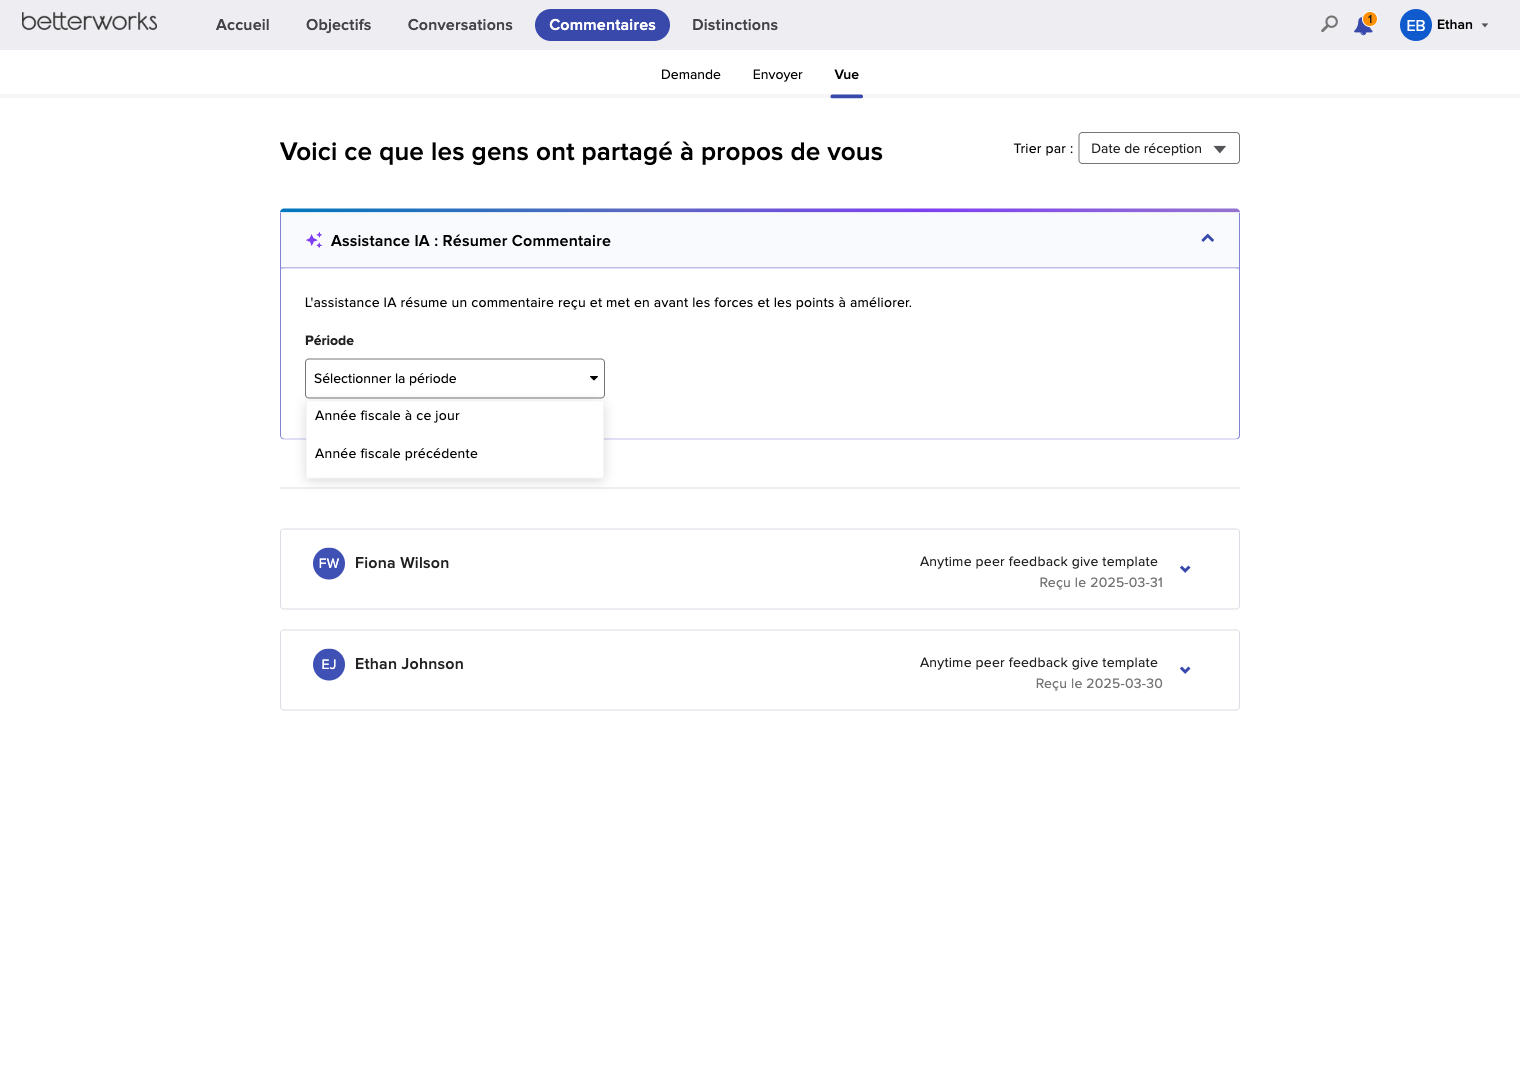 betterworks
Accueil
Objectifs
Conversations
Commentaires
Distinctions
1
EB
Ethan
Demande
Envoyer
Vue
Voici ce que les gens ont partagé à propos de vous
Trier par :
Date de réception
Assistance IA : Résumer Commentaire
L'assistance IA résume un commentaire reçu et met en avant les forces et les points à améliorer.
Période
Sélectionner la période
Année fiscale à ce jour
Année fiscale précédente
FW
Fiona Wilson
Anytime peer feedback give template
Reçu le 2025-03-31
EJ
Ethan Johnson
Anytime peer feedback give template
Reçu le 2025-03-30